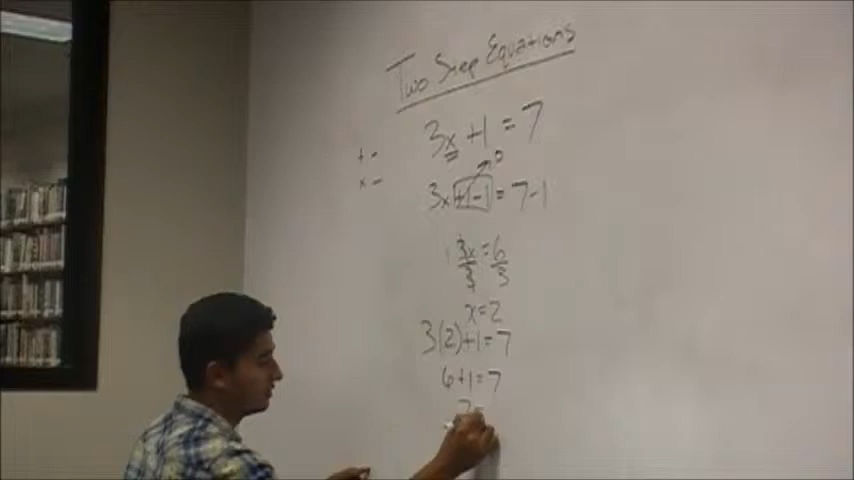 Two Step Equations
3x + 1 = 7
+ -
x -
0
3x +1-1 = 7-1
3x/3 = 6/3
x = 2
3(2)+1=7
6+1=7
7=